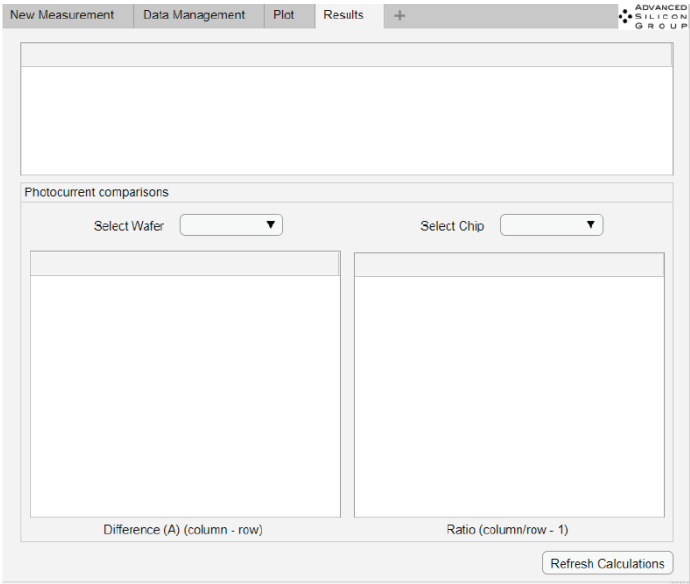 New Measurement Data Management Plot Results +
ADVANCED
SILICON
GROUP
Photocurrent comparisons
Select Wafer Select Chip
Difference (A) (column - row) Ratio (column/row - 1)
Refresh Calculations